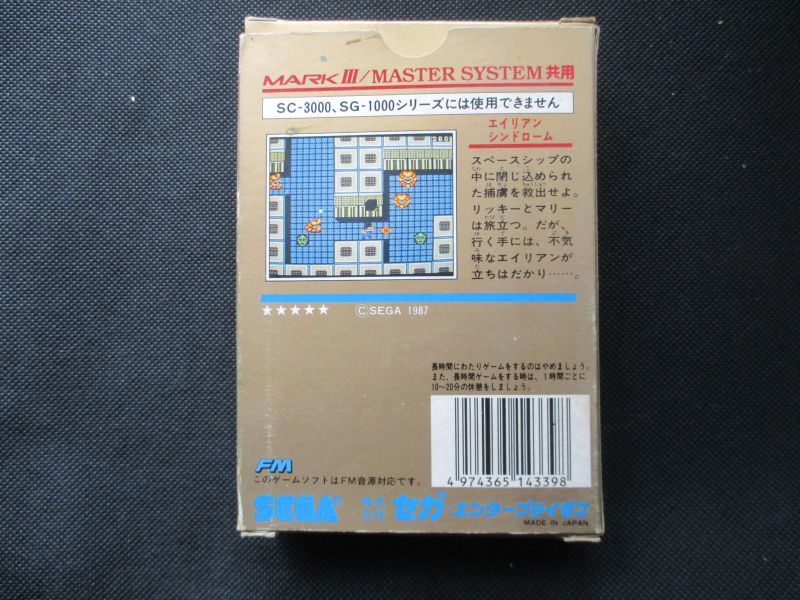 MARK III/MASTER SYSTEM 共用
SC-3000、SG-1000シリーズには使用できません
260
エイリアン
シンドローム
スペースシップの
中に閉じ込められ
た捕虜を救出せよ。
リッキーとマリー
は旅立つ。だが、
行く手には、不気
味なエイリアンが
立ちはだかり……。
★★★★★ ©SEGA 1987
長時間にわたりゲームをするのはやめましょう。
また、長時間ゲームをする時は、1時間ごとに
10〜20分の休憩をしましょう。
4 974365 143398
FM
このゲームソフトはFM音源対応です。
SEGA 株式会社 セガ・エンタープライゼス
MADE IN JAPAN